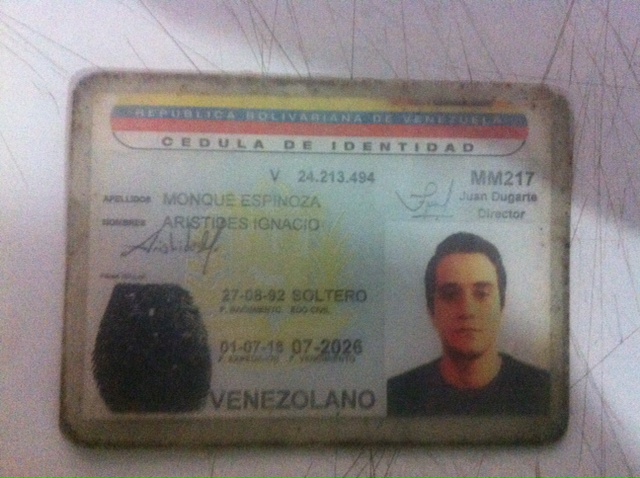 REPUBLICA BOLIVARIANA DE VENEZUELA
CEDULA DE IDENTIDAD
V 24.213.494
MM217
Juan Dugarte
Director
APELLIDOS MONQUE ESPINOZA
NOMBRES ARISTIDES IGNACIO
27-08-92 SOLTERO
F. NACIMIENTO EDO CIVIL
01-07-16 07-2026
VENEZOLANO